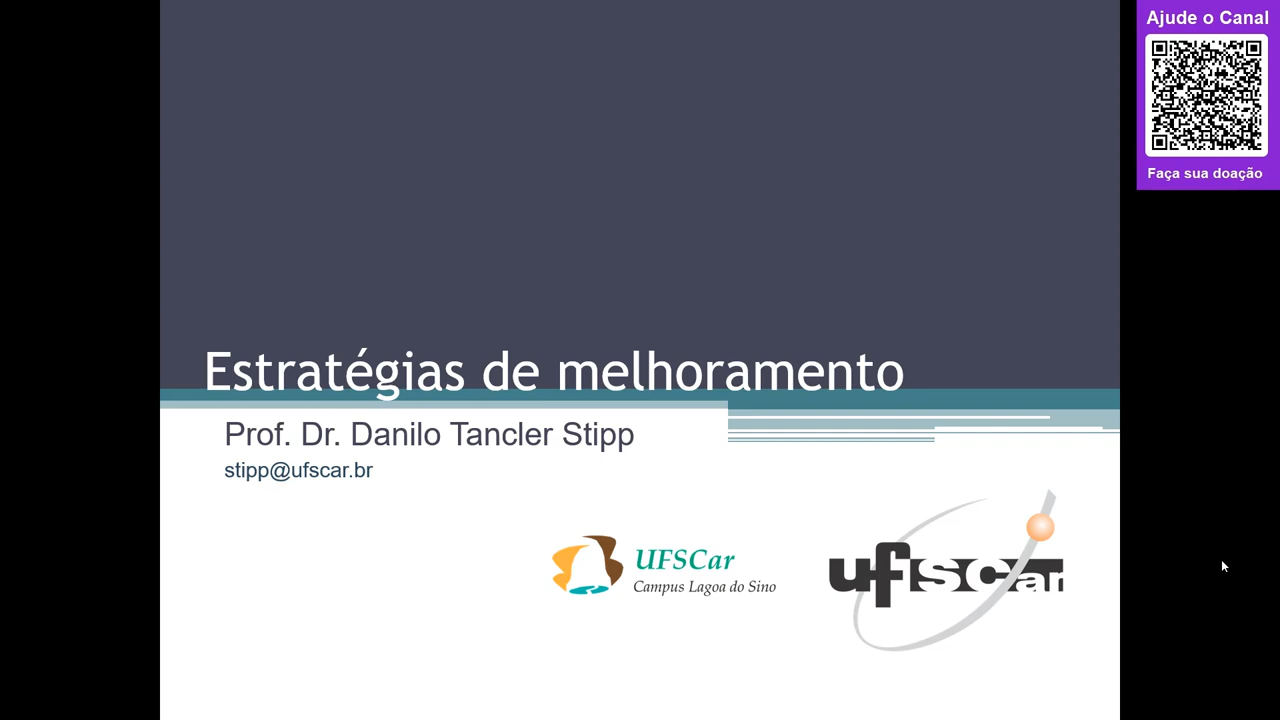 Ajude o Canal
Faça sua doação
Estratégias de melhoramento
Prof. Dr. Danilo Tancler Stipp
stipp@ufscar.br
UFSCar
Campus Lagoa do Sino
ufscar